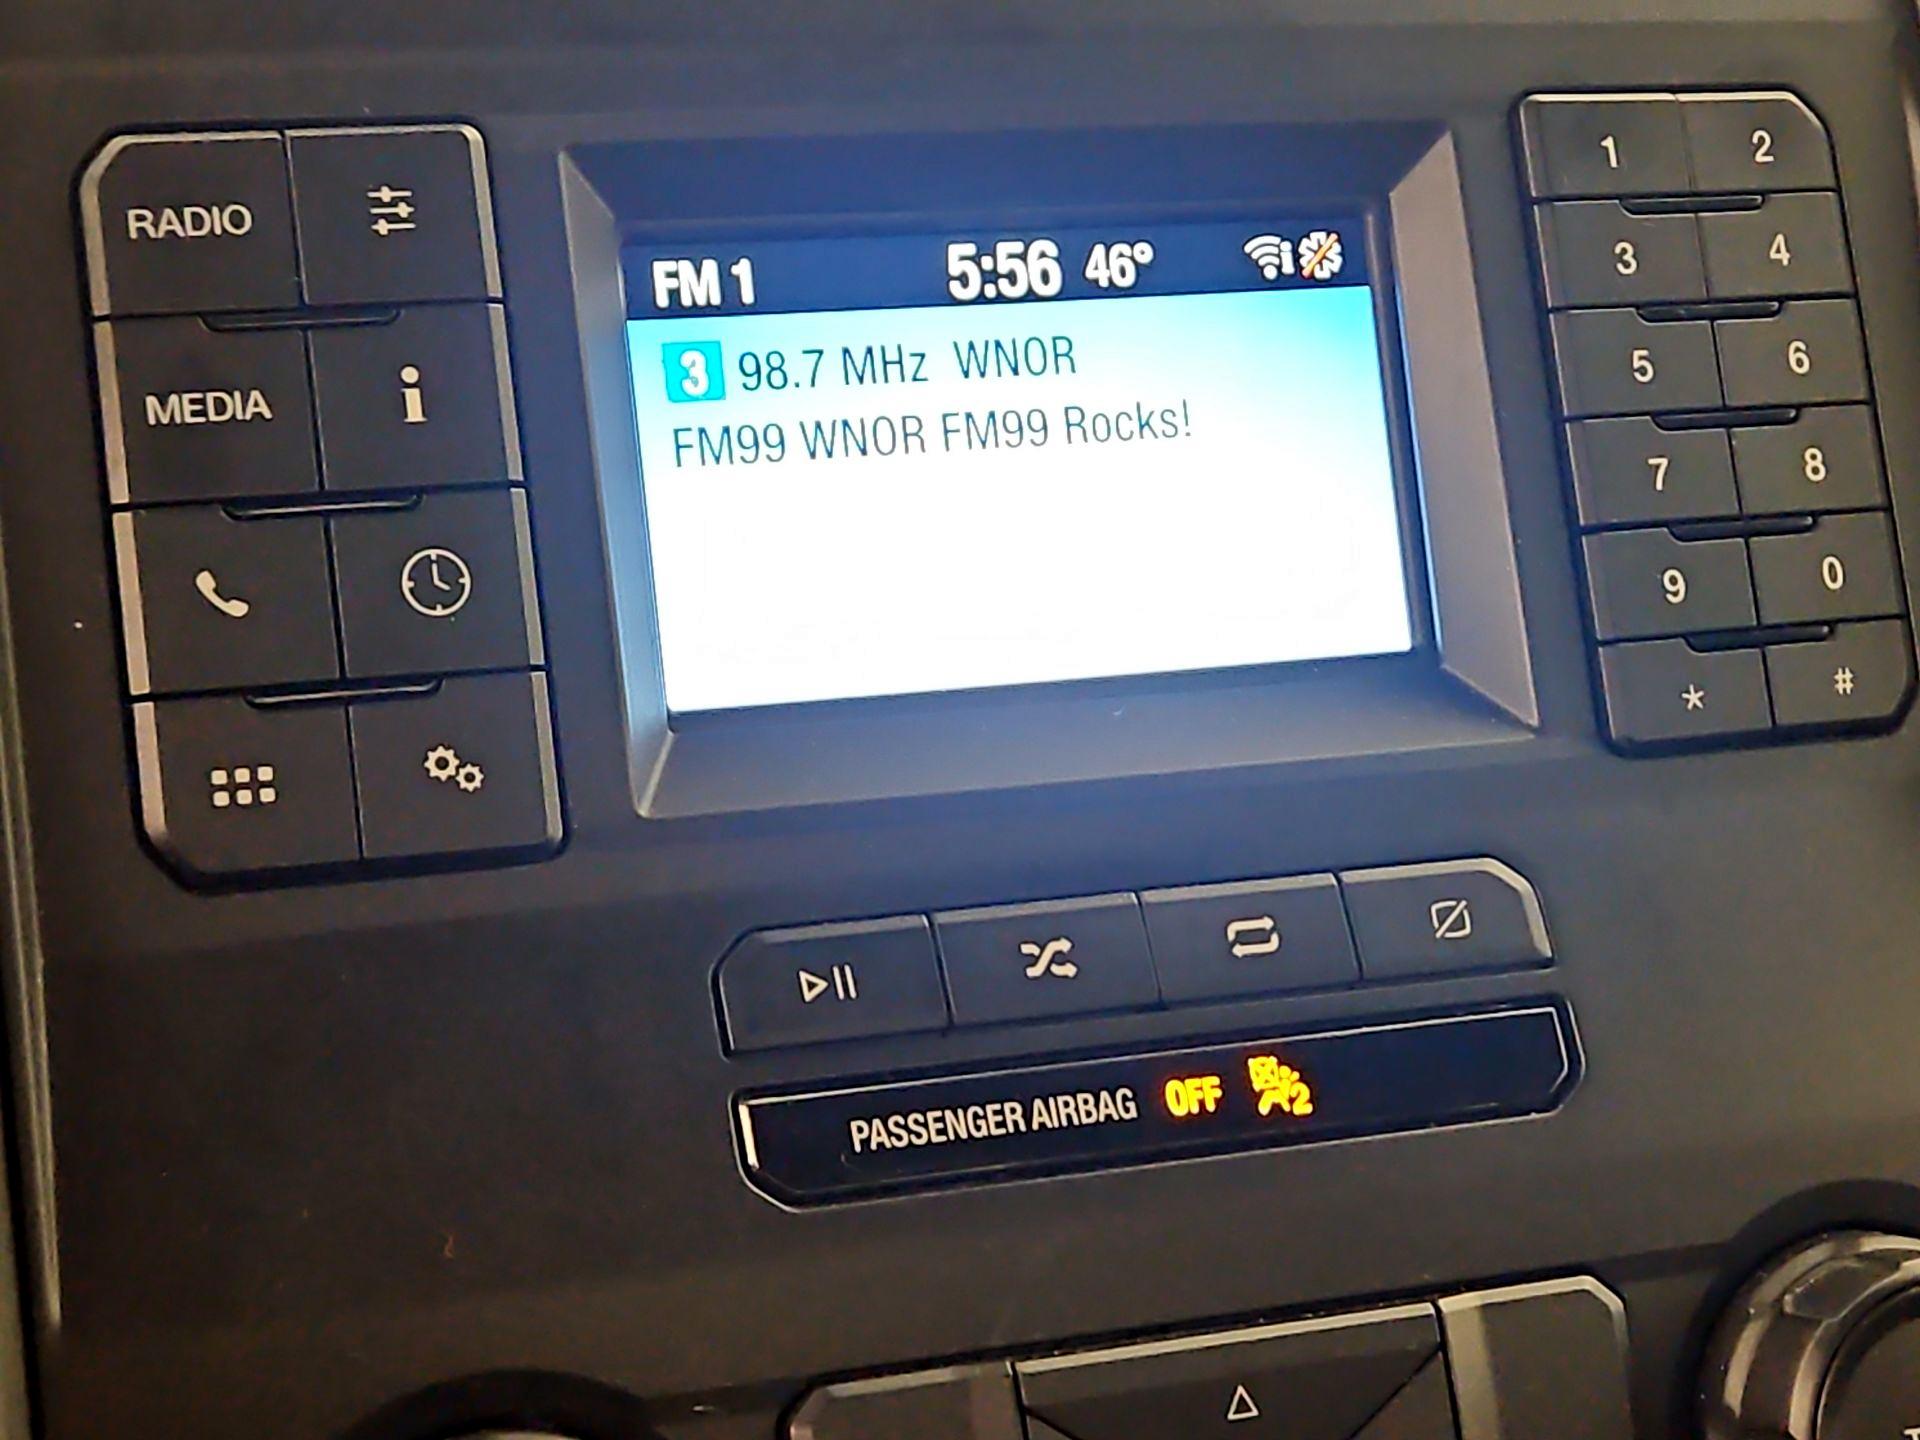 RADIO
MEDIA
FM 1 5:56 46°
3 98.7 MHz WNOR
FM99 WNOR FM99 Rocks!
1 2
3 4
5 6
7 8
9 0
* #
PASSENGER AIRBAG OFF 2